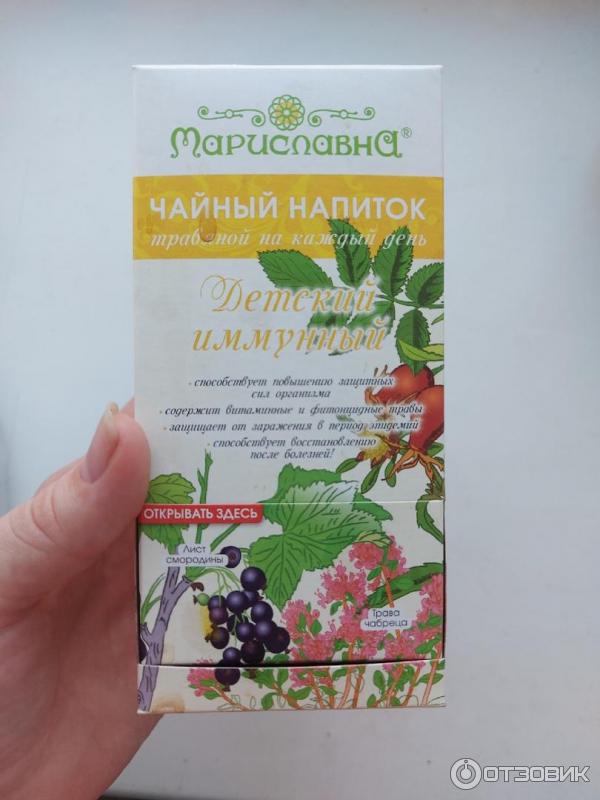 Мариславна®
ЧАЙНЫЙ НАПИТОК
травяной на каждый день
Детский
иммунный
· способствует повышению защитных
сил организма
· содержит витаминные и фитонцидные травы
· защищает от заражения в период эпидемий
· способствует восстановлению
после болезней!
ОТКРЫВАТЬ ЗДЕСЬ
Лист
смородины
Трава
чабреца
ОТЗОВИК